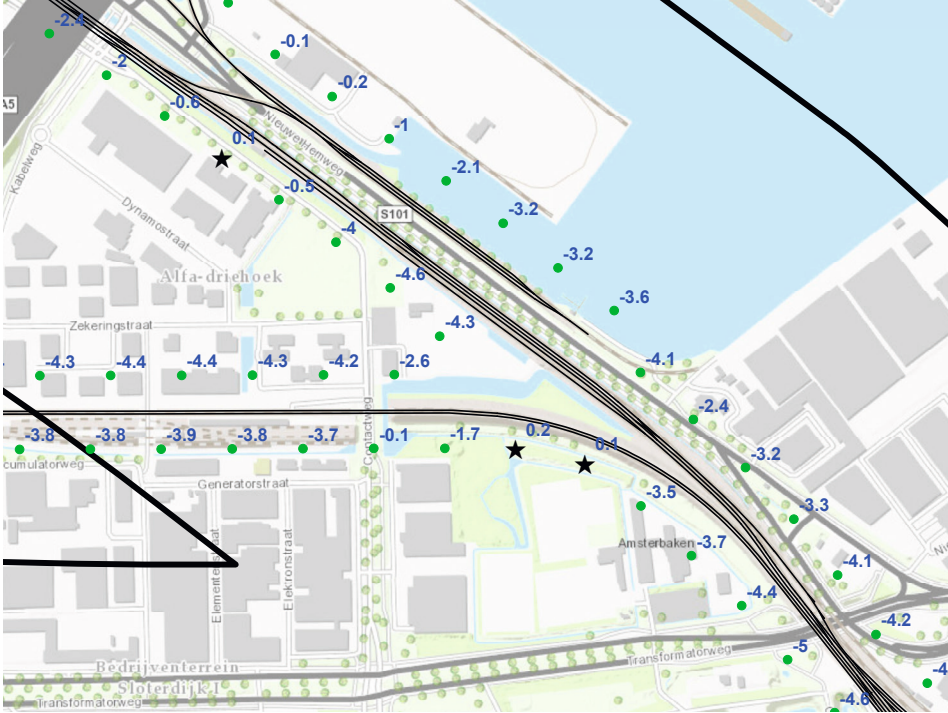 -2.4
-0.1
-2
-0.2
A5
-0.6
Nieuwe Hemweg
-1
0.1
Kabelweg
-2.1
-0.5
Dynamostraat
S101
-3.2
-4
-3.2
Alfa-driehoek
-4.6
-3.6
Zekeringstraat
-4.3
-4.1
-4.3
-4.4
-4.4
-4.3
-4.2
-2.6
-2.4
Contactweg
-3.8
-3.8
-3.9
-3.8
-3.7
-0.1
-1.7
0.2
0.1
-3.2
cumulatorweg
Generatorstraat
-3.5
-3.3
Elementenstraat
Elektronstraat
Amsterbaken
-3.7
-4.1
-4.4
-4.2
Bedrijventerrein
Sloterdijk I
Transformatorweg
-5
-4
Transformatorweg
-4.6